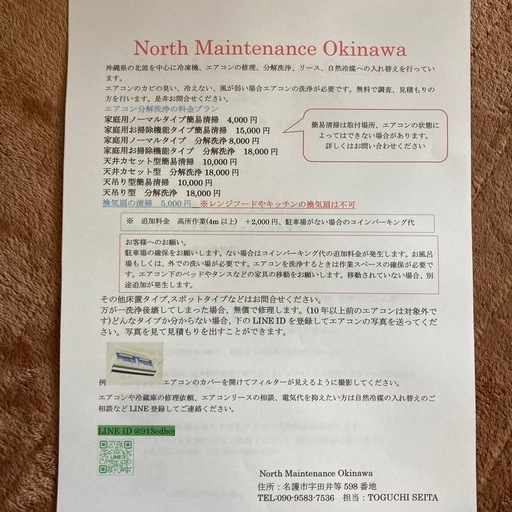 North Maintenance Okinawa
沖縄県の北部を中心に冷凍機、エアコンの修理、分解洗浄、リース、自然冷媒への入れ替えを行っています。
エアコンのカビの臭い、冷えない、風が弱い場合エアコンの洗浄が必要です。無料で調査、見積もりの方を行います。是非お問合せください。
エアコン分解洗浄の料金プラン
家庭用ノーマルタイプ簡易清掃 4,000円
家庭用お掃除機能タイプ簡易清掃 15,000円
家庭用ノーマルタイプ 分解洗浄 8,000円
家庭用お掃除機能タイプ 分解洗浄 18,000円
天井カセット型簡易清掃 10,000円
天井カセット型 分解洗浄 18,000円
天吊り型簡易清掃 10,000円
天吊り型 分解洗浄 18,000円
換気扇の清掃 5,000円 ※レンジフードやキッチンの換気扇は不可
簡易清掃は取付場所、エアコンの状態に
よってはできない場合があります。
詳しくはお問い合わせください
※ 追加料金 高所作業(4m以上) +2,000円、駐車場がない場合のコインパーキング代
お客様へのお願い。
駐車場の確保をお願いします。ない場合はコインパーキング代の追加料金が発生します。お風呂場もしくは、外での洗い場が必要です。エアコンを洗浄するときは作業スペースの確保が必要です。エアコン下のベッドやタンスなどの家具の移動をお願いします。移動されていない場合、別途追加が発生します。
その他床置タイプ,スポットタイプなどはお問合せください。
万が一洗浄後壊してしまった場合、無償で修理します。(10年以上前のエアコンは対象外です)どんなタイプか分からない場合、下のLINE IDを登録してエアコンの写真を送ってください。写真を見て見積もりを出すことができます。
例 エアコンのカバーを開けてフィルターが見えるように撮影してください。
エアコンや冷蔵庫の修理依頼、エアコンリースの相談、電気代を抑えたい方は自然冷媒の入れ替えのご相談などLINE登録してご連絡ください。
LINE ID @913edboj
North Maintenance Okinawa
住所：名護市字田井等598番地
TEL:090-9583-7536 担当：TOGUCHI SEITA